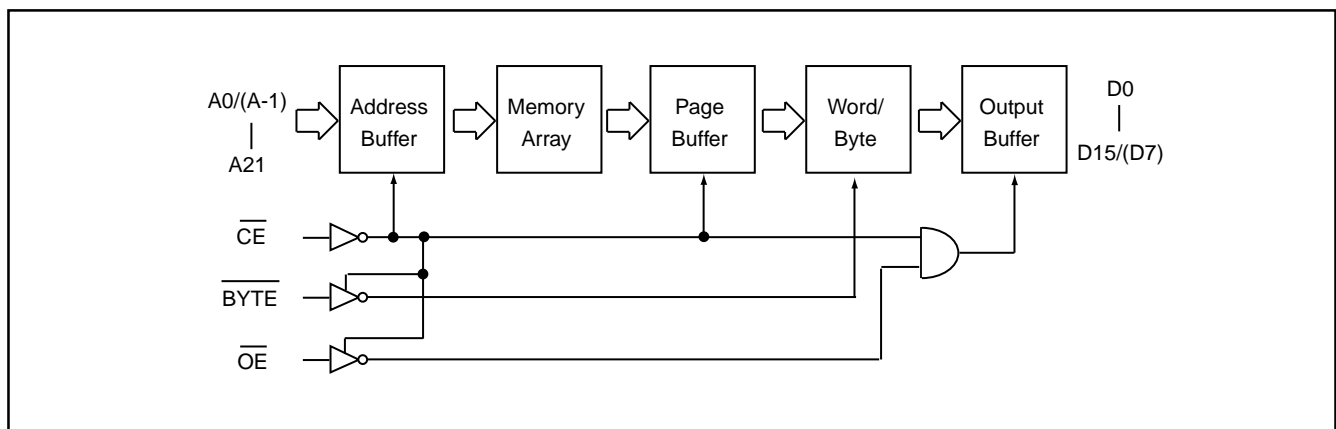 A0/(A-1)
A21
Address
Buffer
Memory
Array
Page
Buffer
Word/
Byte
Output
Buffer
D0
D15/(D7)
CE
BYTE
OE